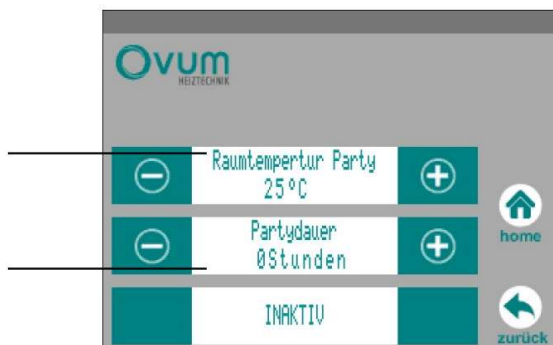 Ovum
HEIZTECHNIK
Raumtempertur Party
25°C
Partydauer
0Stunden
home
INAKTIV
zurück